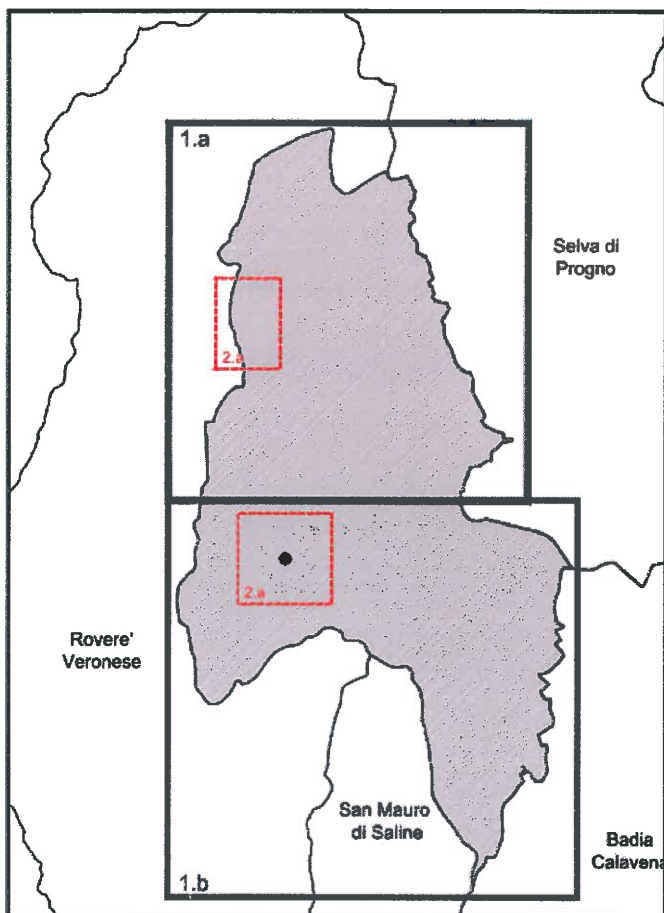 1.a
Selva di
Progno
2.a
2.a
Rovere'
Veronese
San Mauro
di Saline
Badia
Calavena
1.b